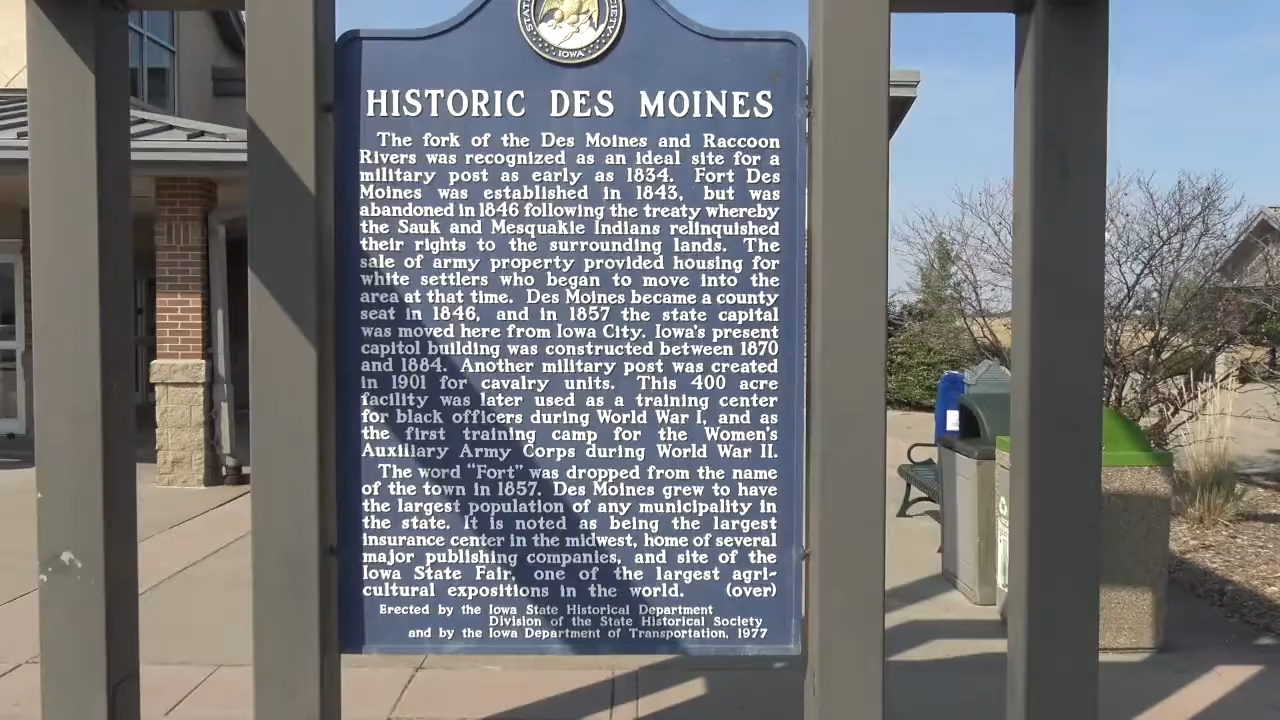 IOWA
HISTORIC DES MOINES
The fork of the Des Moines and Raccoon
Rivers was recognized as an ideal site for a
military post as early as 1834. Fort Des
Moines was established in 1843, but was
abandoned in 1846 following the treaty whereby
the Sauk and Mesquakie Indians relinquished
their rights to the surrounding lands. The
sale of army property provided housing for
white settlers who began to move into the
area at that time. Des Moines became a county
seat in 1846, and in 1857 the state capital
was moved here from Iowa City. Iowa's present
capitol building was constructed between 1870
and 1884. Another military post was created
in 1901 for cavalry units. This 400 acre
facility was later used as a training center
for black officers during World War I, and as
the first training camp for the Women's
Auxiliary Army Corps during World War II.
The word "Fort" was dropped from the name
of the town in 1857. Des Moines grew to have
the largest population of any municipality in
the state. It is noted as being the largest
insurance center in the midwest, home of several
major publishing companies, and site of the
Iowa State Fair, one of the largest agri-
cultural expositions in the world. (over)
Erected by the Iowa State Historical Department
Division of the State Historical Society
and by the Iowa Department of Transportation, 1977